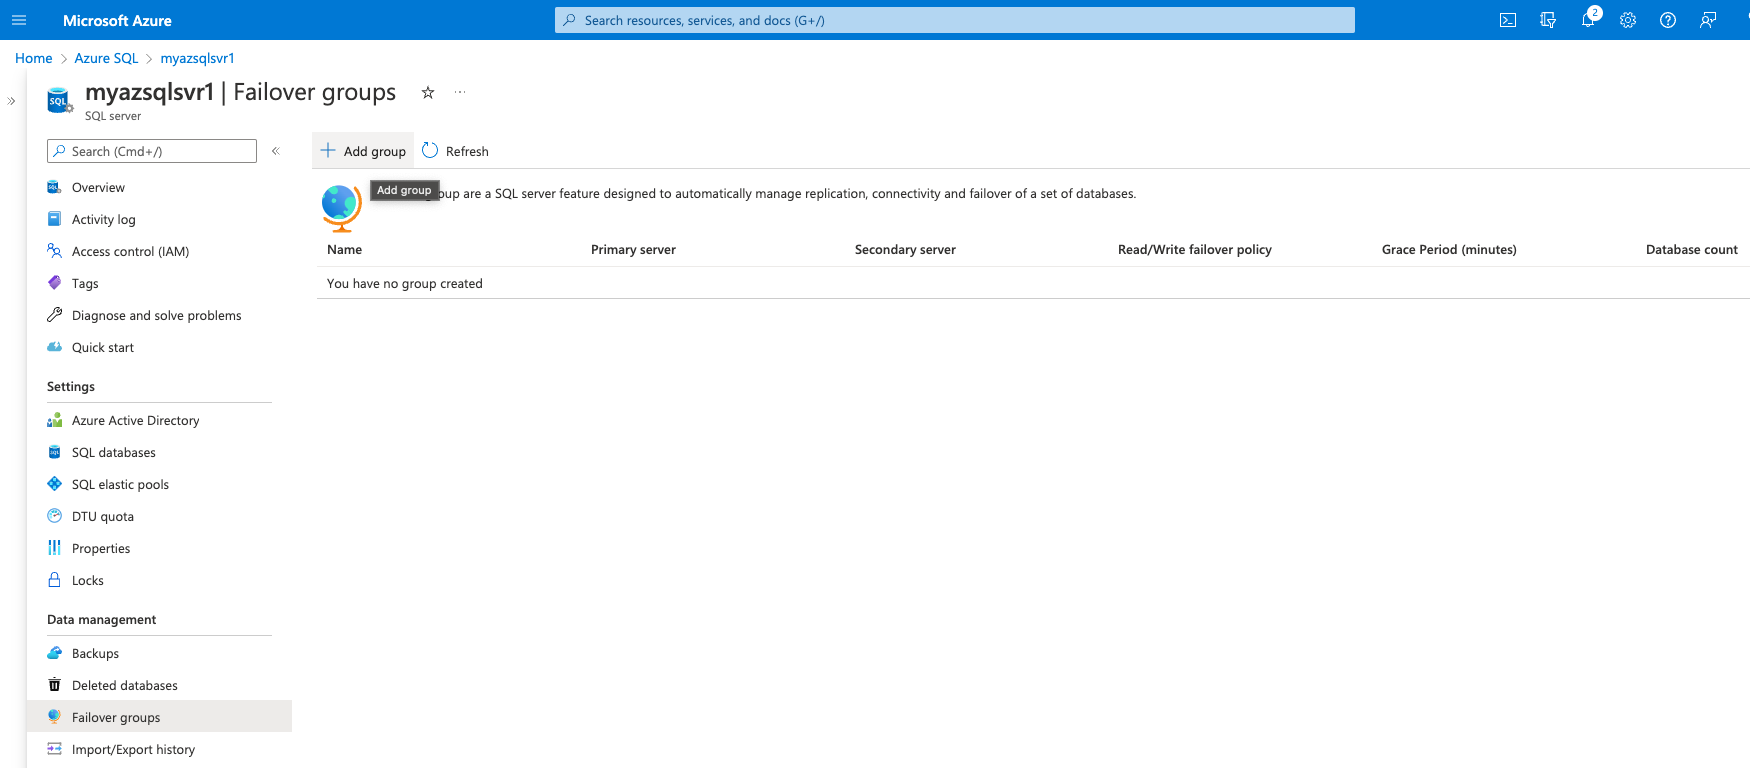 Microsoft Azure
Search resources, services, and docs (G+/)
2
Home > Azure SQL > myazsqlsvr1
myazsqlsvr1 | Failover groups
SQL server
SQL
Search (Cmd+/)
Add group
Refresh
Add group
oup are a SQL server feature designed to automatically manage replication, connectivity and failover of a set of databases.
Name Primary server Secondary server Read/Write failover policy Grace Period (minutes) Database count
You have no group created
Overview
Activity log
Access control (IAM)
Tags
Diagnose and solve problems
Quick start
Settings
Azure Active Directory
SQL databases
SQL elastic pools
DTU quota
Properties
Locks
Data management
Backups
Deleted databases
Failover groups
Import/Export history